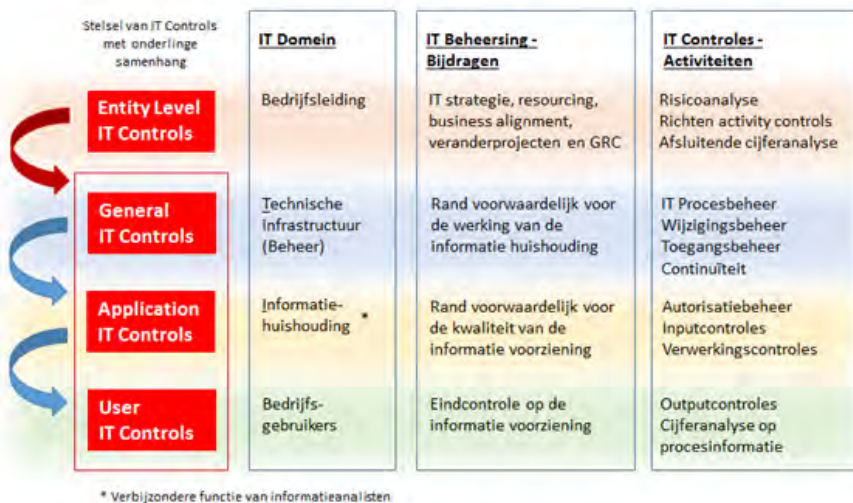 Stelsel van IT Controls
met onderlinge
samenhang
IT Domein
IT Beheersing -
Bijdragen
IT Controles -
Activiteiten
Entity Level
IT Controls
Bedrijfsleiding
IT strategie, resourcing,
business alignment,
veranderprojecten en GRC
Risicoanalyse
Richten activity controls
Afsluitende cijferanalyse
General
IT Controls
Technische
infrastructuur
(Beheer)
Rand voorwaardelijk voor
de werking van de
informatie huishouding
IT Procesbeheer
Wijzigingsbeheer
Toegangsbeheer
Continuïteit
Application
IT Controls
Informatie-
huishouding *
Rand voorwaardelijk voor
de kwaliteit van de
informatie voorziening
Autorisatiebeheer
Inputcontroles
Verwerkingscontroles
User
IT Controls
Bedrijfs-
gebruikers
Eindcontrole op de
informatie voorziening
Outputcontroles
Cijferanalyse op
procesinformatie
* Verbijzondere functie van informatieanalisten